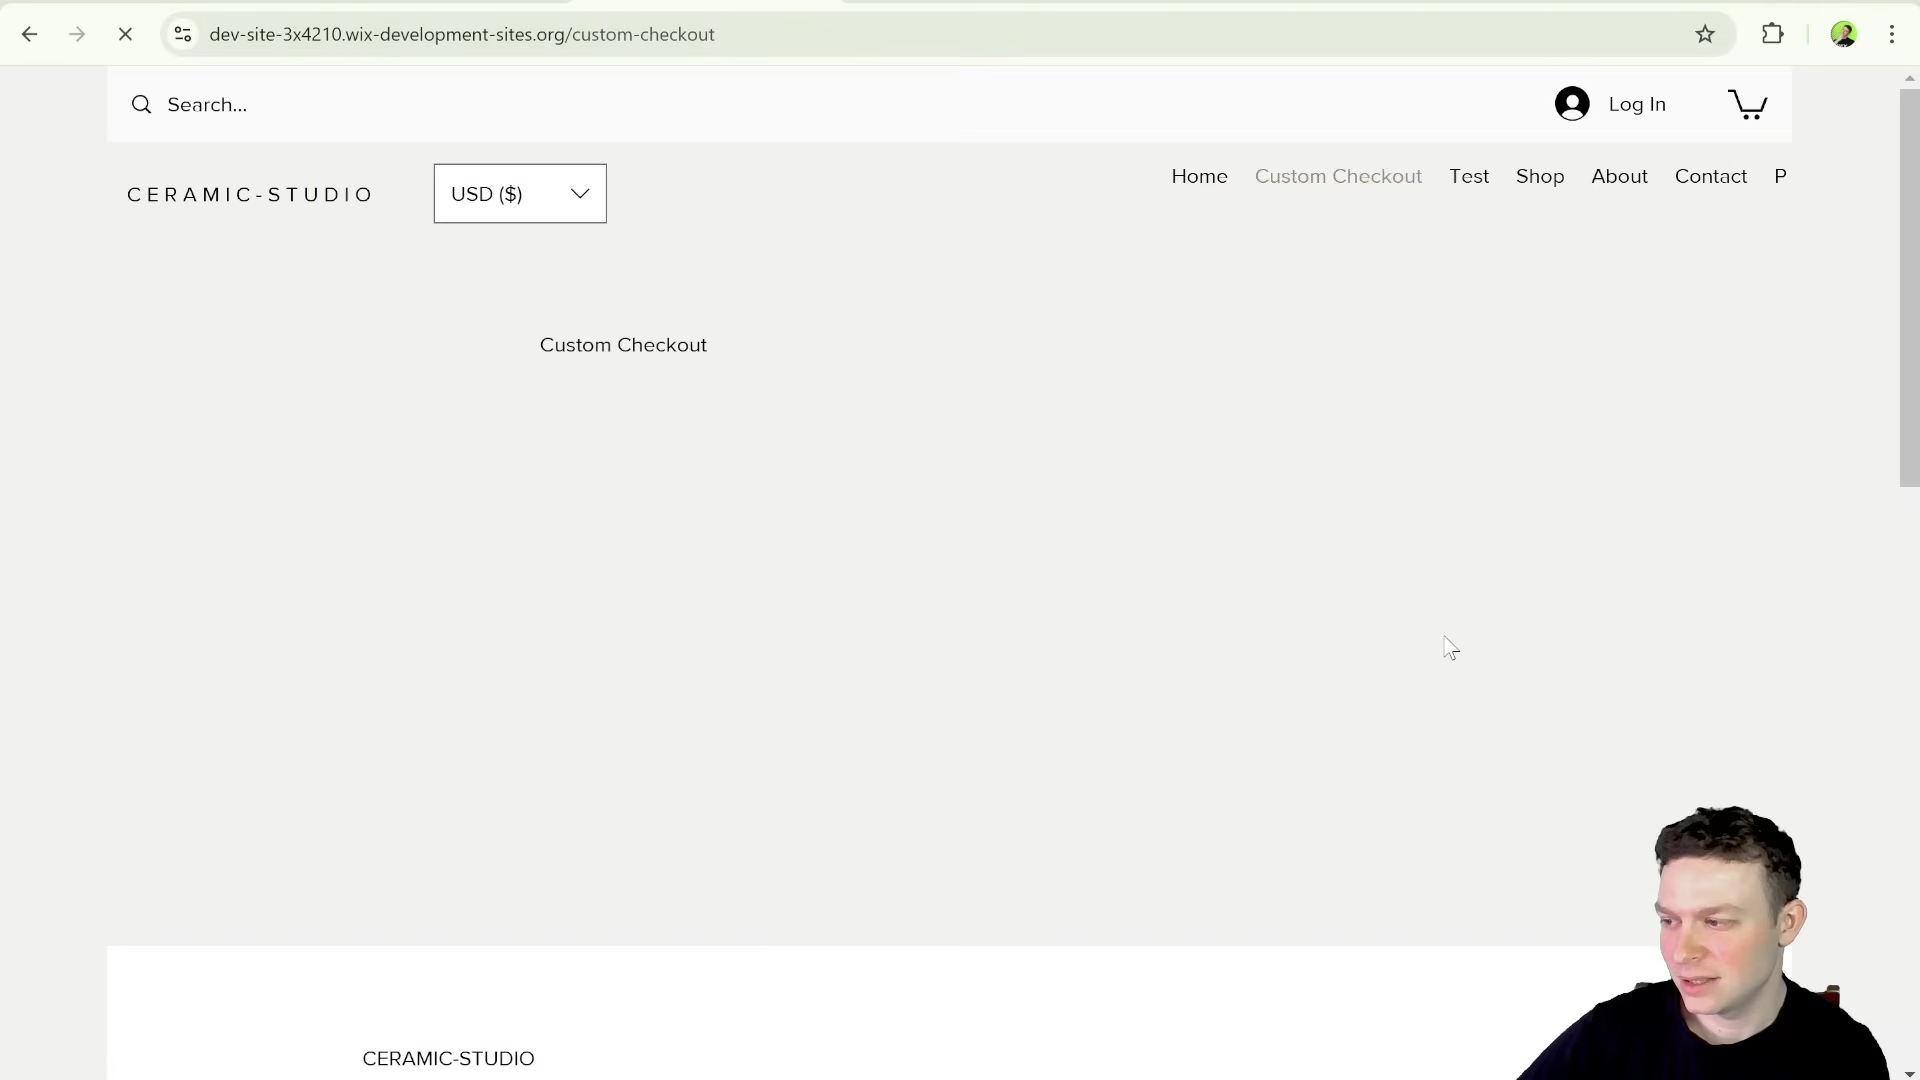 dev-site-3x4210.wix-development-sites.org/custom-checkout
Search...
Log In
CERAMIC-STUDIO
USD ($)
Home Custom Checkout Test Shop About Contact P
Custom Checkout
CERAMIC-STUDIO